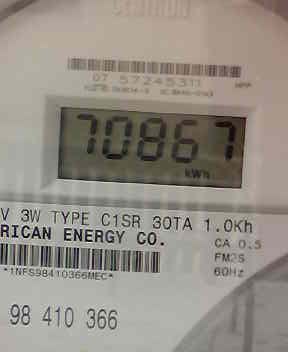 CENTRON
07 57245311
70867
kWh
V 3W TYPE C1SR 30TA 1.0Kh
RICAN ENERGY CO.
CA 0.5
FM2S
*1NFS98410366MEC*
60Hz
98 410 366